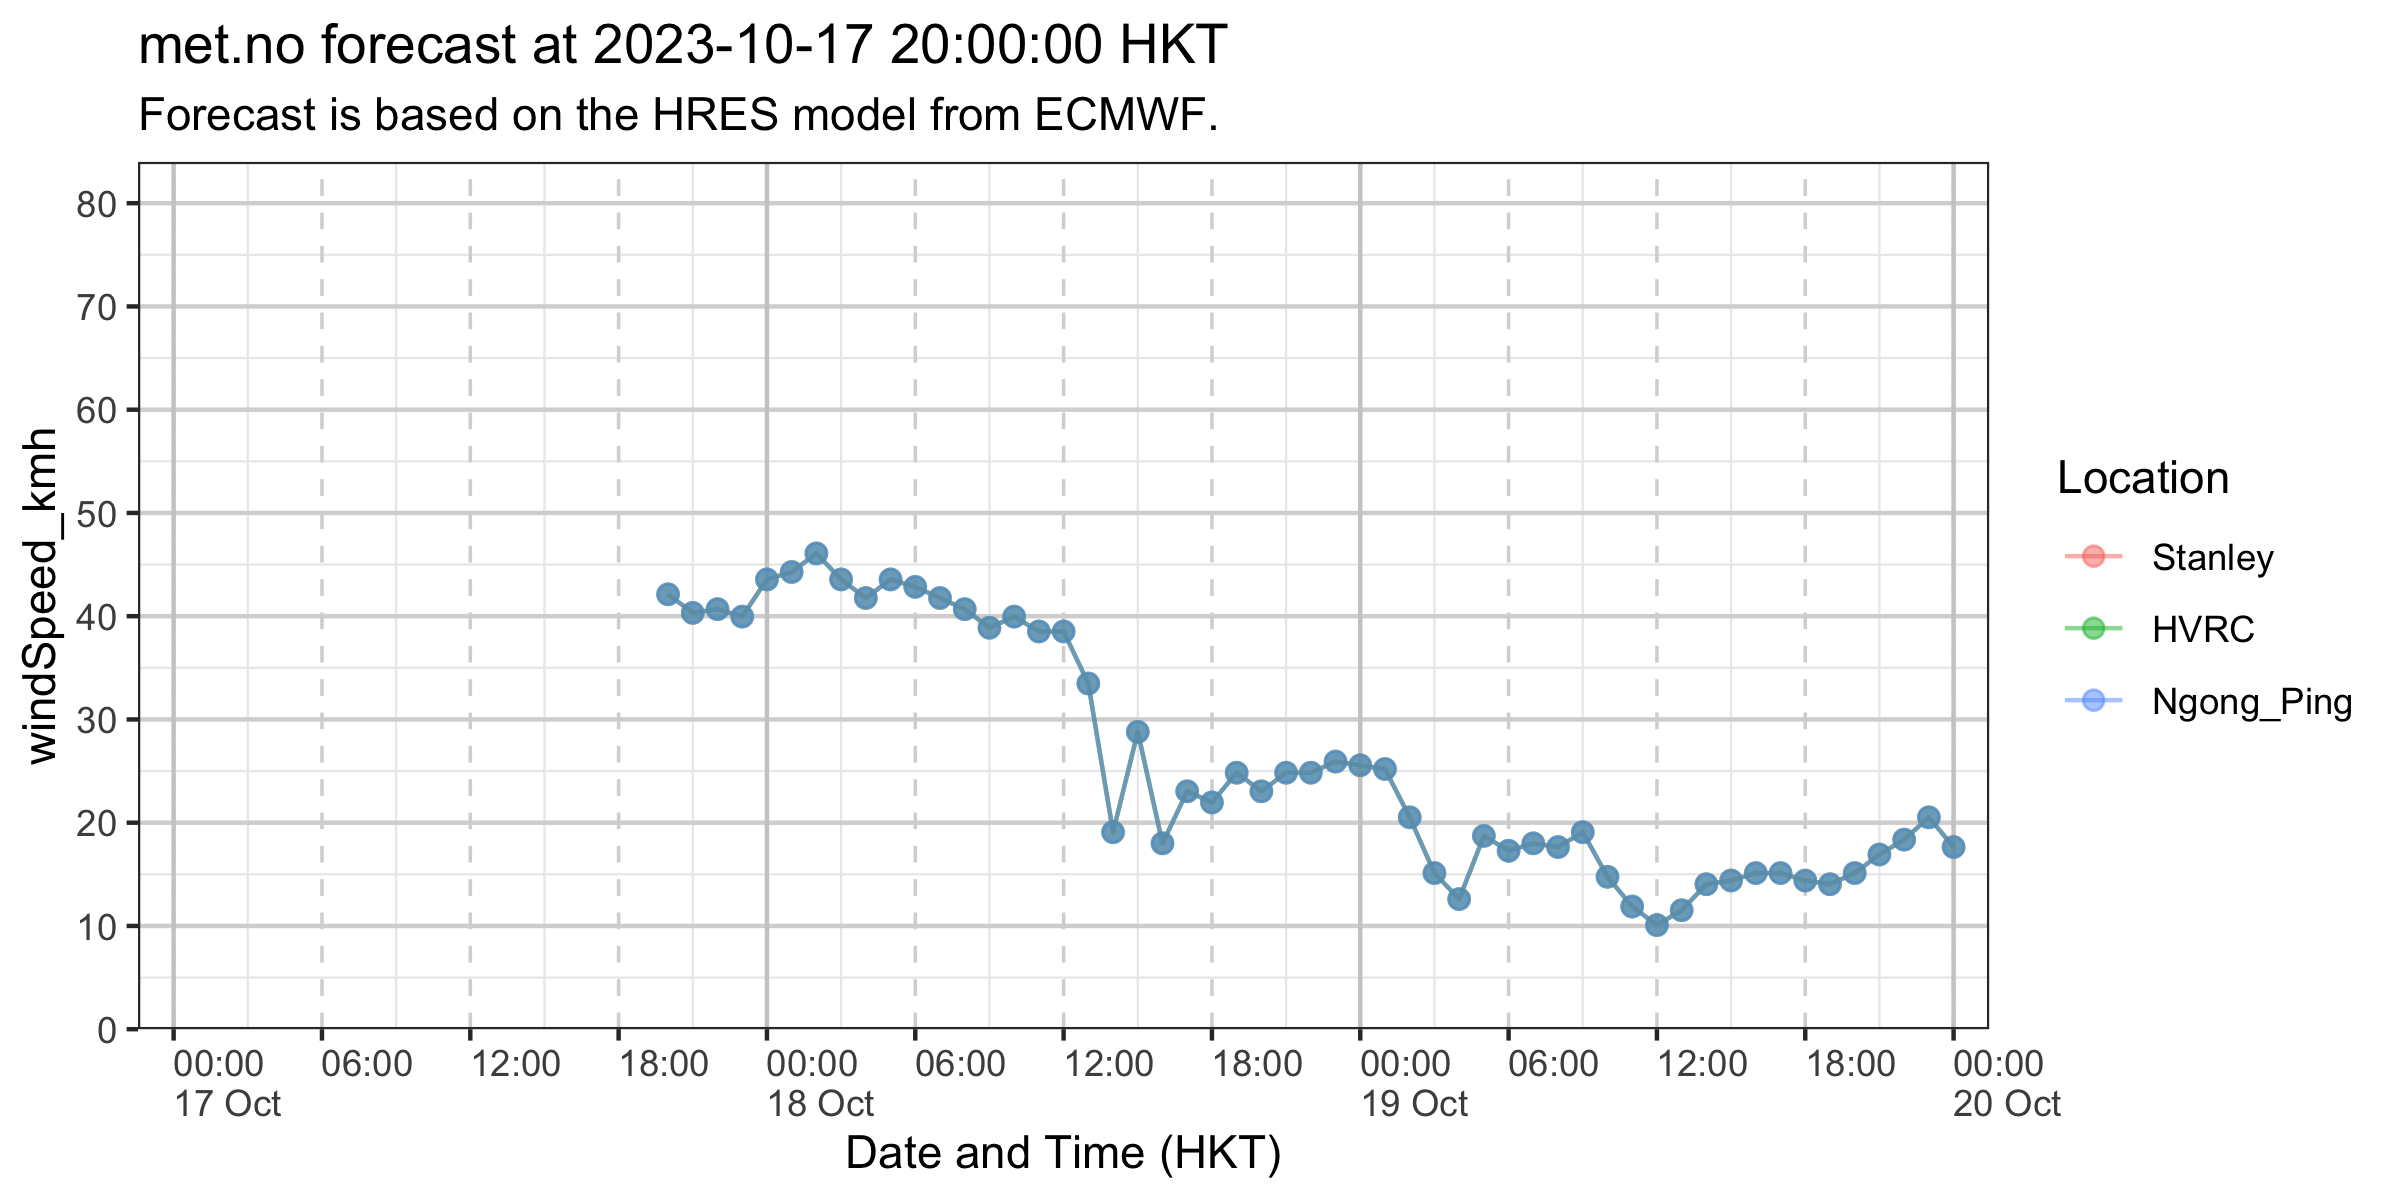 met.no forecast at 2023-10-17 20:00:00 HKT
Forecast is based on the HRES model from ECMWF.
windSpeed_kmh
80
70
60
50
40
30
20
10
0
00:00 06:00 12:00 18:00 00:00 06:00 12:00 18:00 00:00 06:00 12:00 18:00 00:00
17 Oct 18 Oct 19 Oct 20 Oct
Date and Time (HKT)
Location
Stanley
HVRC
Ngong_Ping